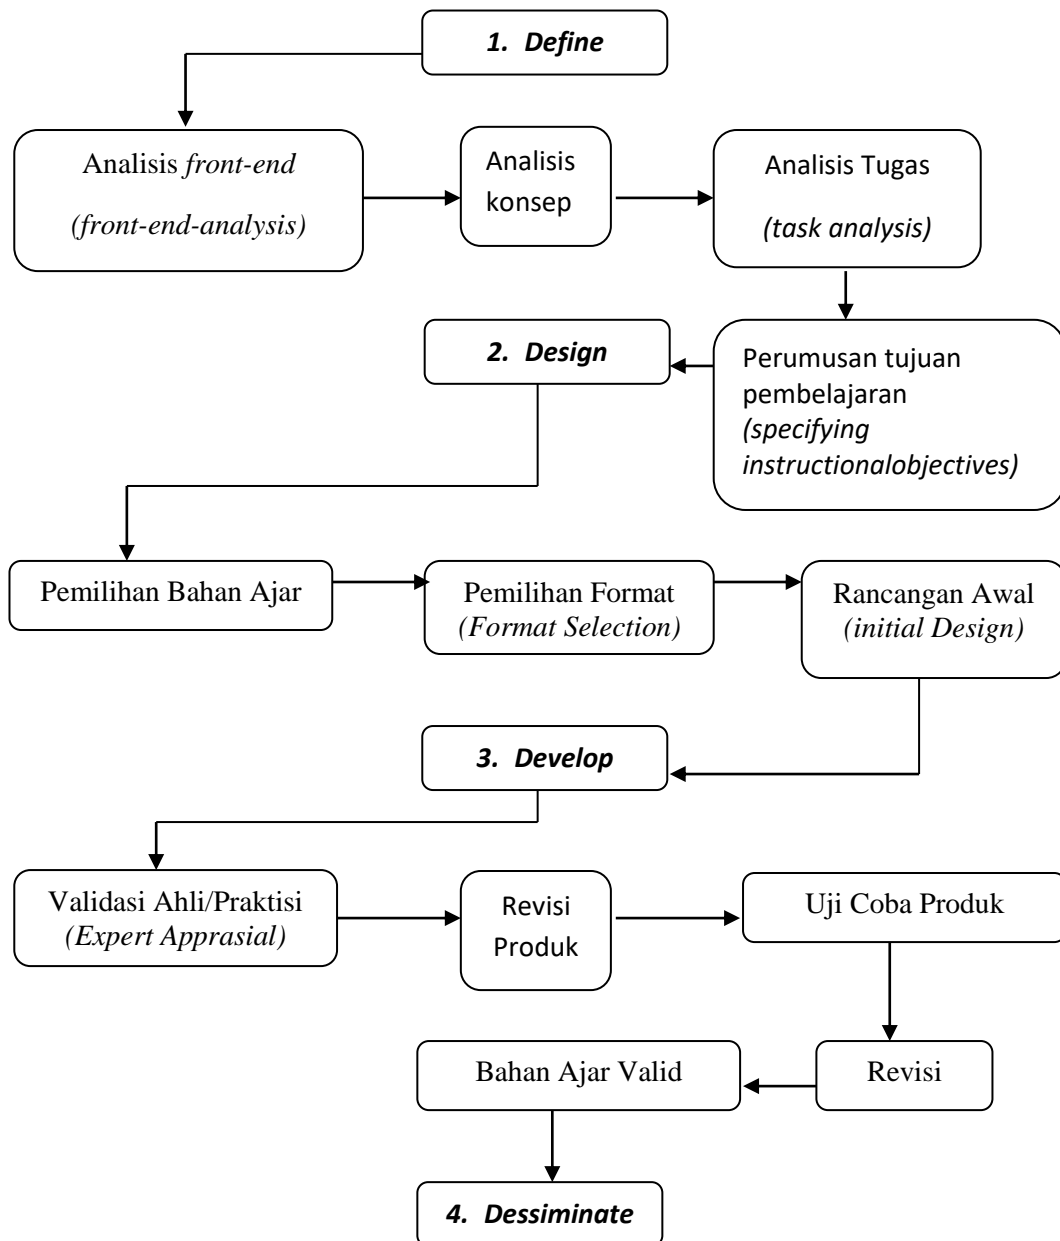 1. Define
Analisis front-end
(front-end-analysis)
Analisis
konsep
Analisis Tugas
(task analysis)
2. Design
Perumusan tujuan
pembelajaran
(specifying
instructionalobjectives)
Pemilihan Bahan Ajar
Pemilihan Format
(Format Selection)
Rancangan Awal
(initial Design)
3. Develop
Validasi Ahli/Praktisi
(Expert Apprasial)
Revisi
Produk
Uji Coba Produk
Bahan Ajar Valid
Revisi
4. Dessiminate